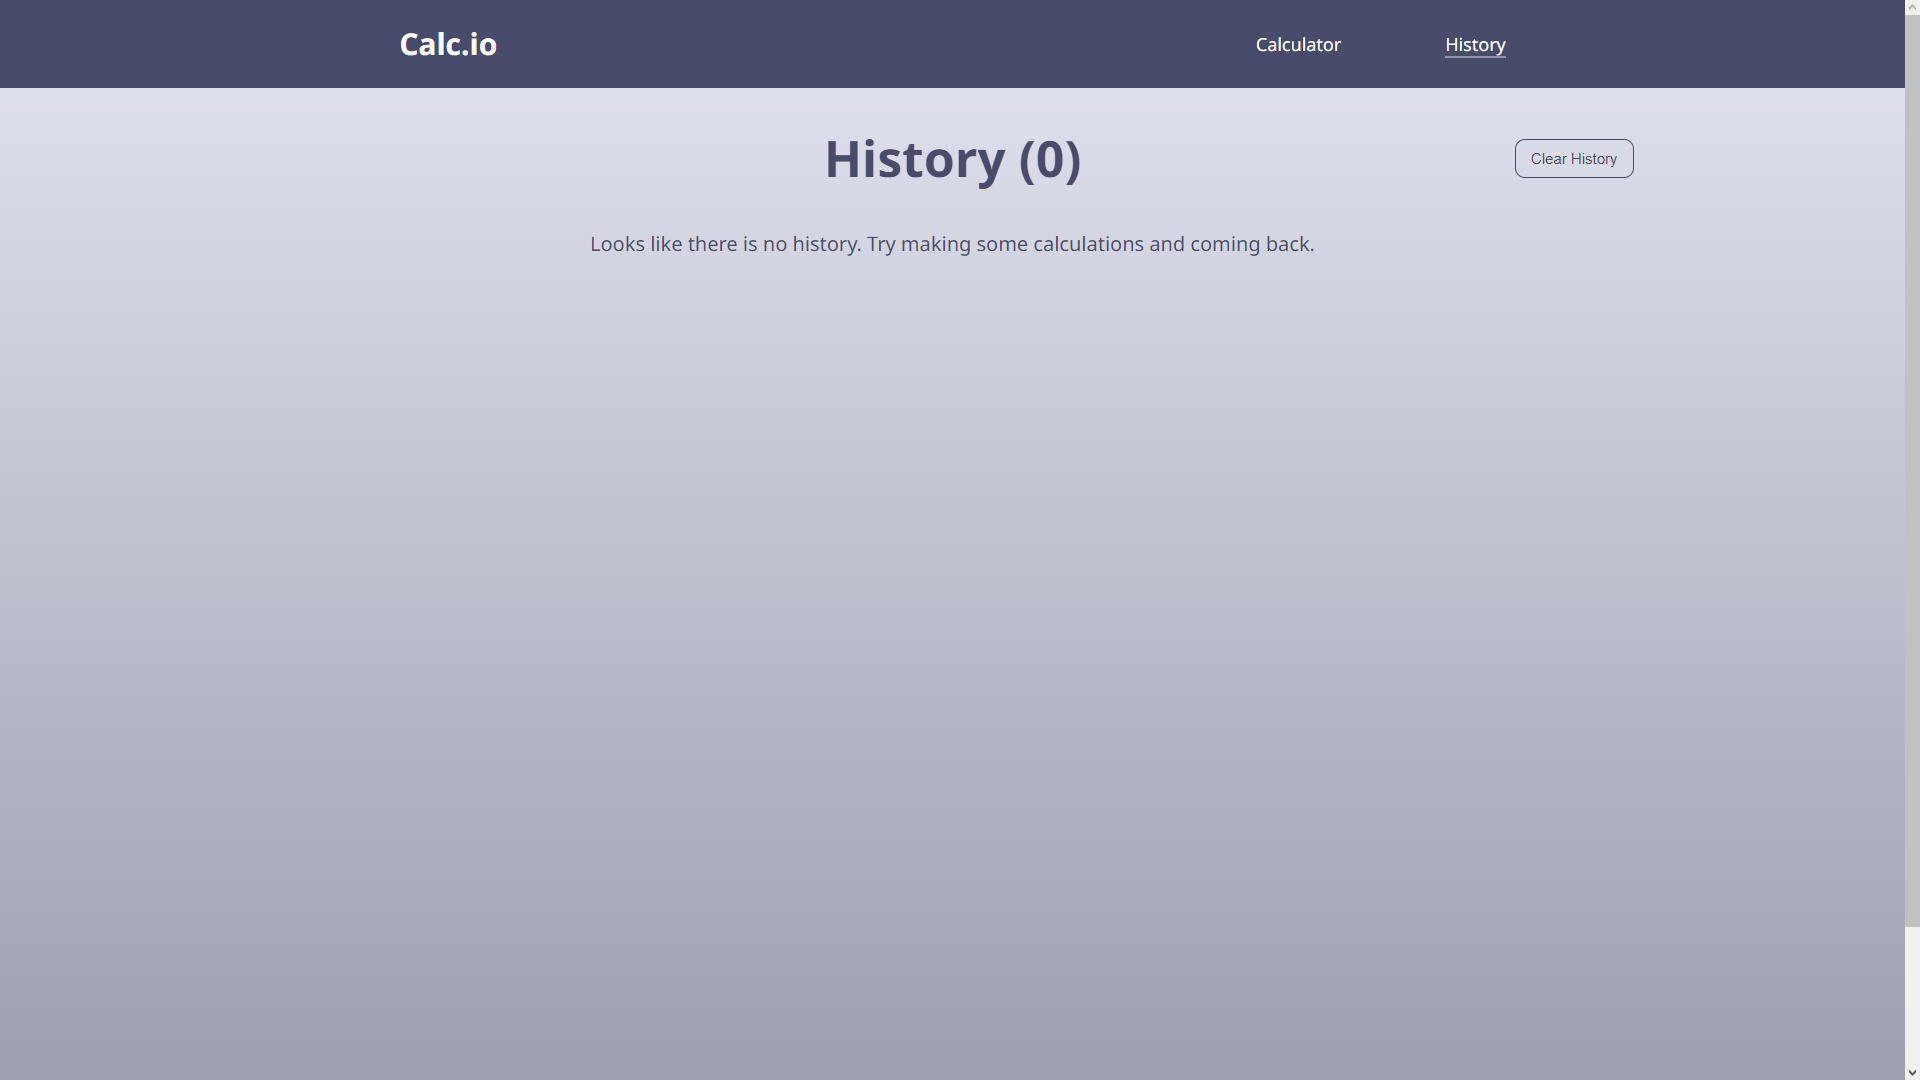 Calc.io
Calculator
History
History (0)
Clear History
Looks like there is no history. Try making some calculations and coming back.